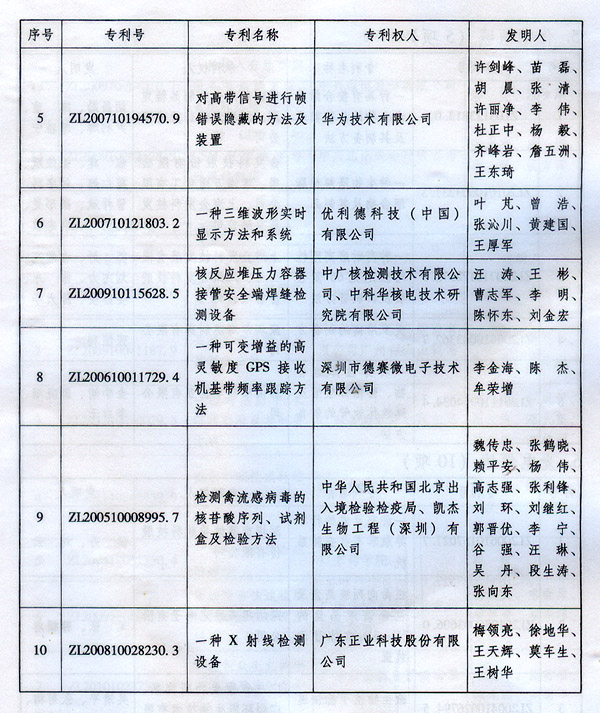 序号 专利号 专利名称 专利权人 发明人
5 ZL200710194570.9 对高带信号进行帧错误隐藏的方法及装置 华为技术有限公司 许剑峰、苗 磊、胡 晨、张 清、许丽净、李 伟、杜正中、杨 毅、齐峰岩、詹五洲、王东琦
6 ZL200710121803.2 一种三维波形实时显示方法和系统 优利德科技（中国）有限公司 叶 芃、曾 浩、张沁川、黄建国、王厚军
7 ZL200910115628.5 核反应堆压力容器接管安全端焊缝检测设备 中广核检测技术有限公司、中科华核电技术研究院有限公司 汪 涛、王 彬、曹志军、李 明、陈怀东、刘金宏
8 ZL200610011729.4 一种可变增益的高灵敏度 GPS 接收机基带频率跟踪方法 深圳市德赛微电子技术有限公司 李金海、陈 杰、牟荣增
9 ZL200510008995.7 检测禽流感病毒的核苷酸序列、试剂盒及检验方法 中华人民共和国北京出入境检验检疫局、凯杰生物工程（深圳）有限公司 魏传忠、张鹤晓、赖平安、杨 伟、高志强、张利锋、刘 环、刘继红、郭晋优、李 宁、谷 强、汪 琳、吴 丹、段生涛、张向东
10 ZL200810028230.3 一种 X 射线检测设备 广东正业科技股份有限公司 梅领亮、徐地华、王天辉、莫车生、王树华